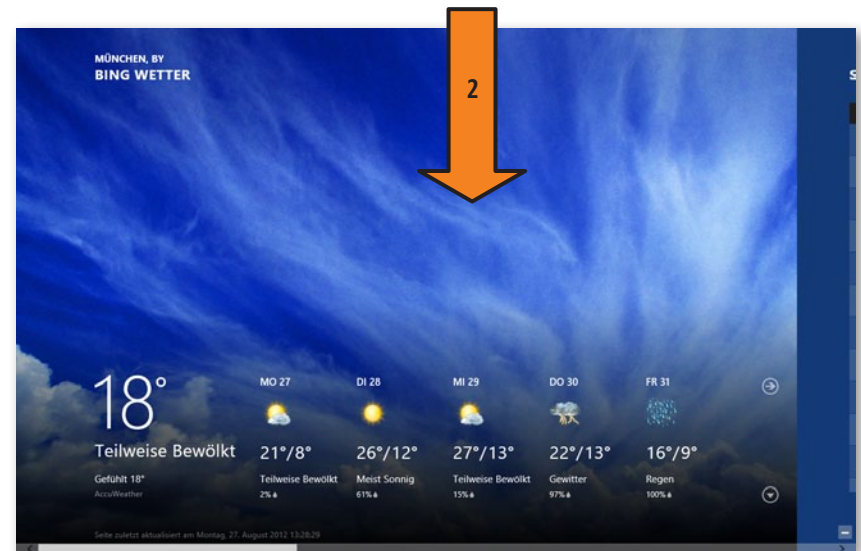 2
MÜNCHEN, BY
BING WETTER
S
18°
Teilweise Bewölkt
Gefühlt 18°
AccuWeather
MO 27
21°/8°
Teilweise Bewölkt
2%
DI 28
26°/12°
Meist Sonnig
61%
MI 29
27°/13°
Teilweise Bewölkt
15%
DO 30
22°/13°
Gewitter
97%
FR 31
16°/9°
Regen
100%
Seite zuletzt aktualisiert am Montag, 27. August 2012 13:28:29